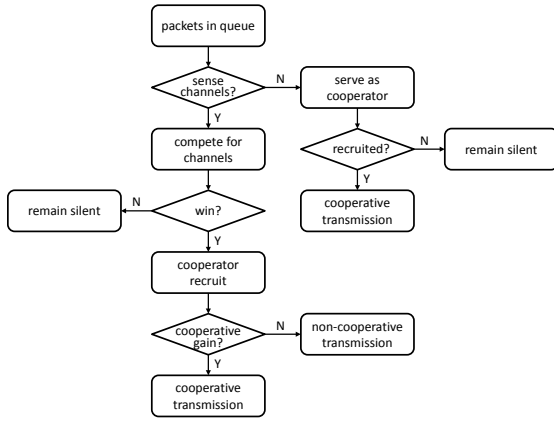 packets in queue
sense
channels?
N
serve as
cooperator
Y
compete for
channels
recruited?
N
remain silent
Y
remain silent
N
win?
cooperative
transmission
Y
cooperator
recruit
cooperative
gain?
N
non-cooperative
transmission
Y
cooperative
transmission